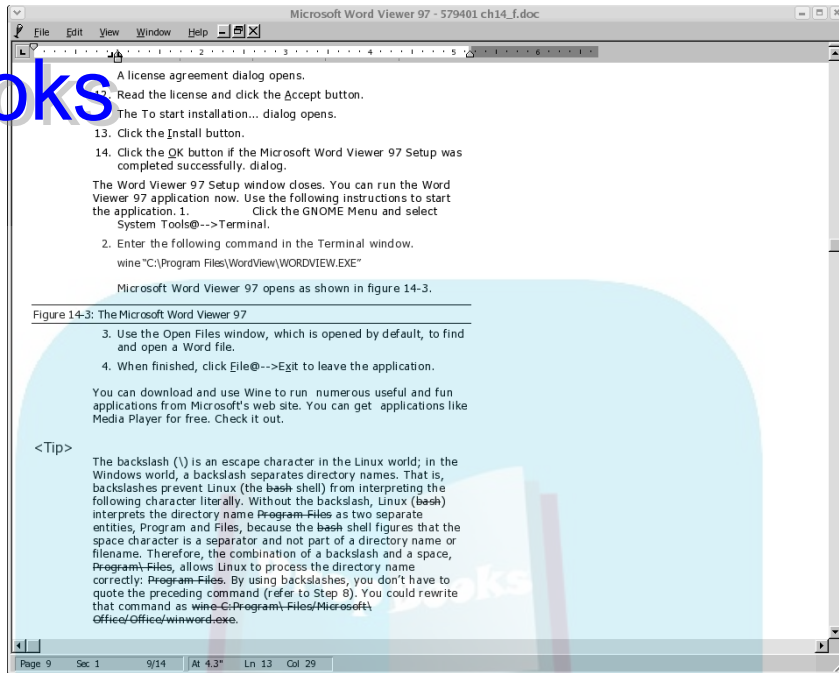 Microsoft Word Viewer 97 - 579401 ch14_f.doc
File Edit View Window Help
L 2 3 4 5 6
oks
A license agreement dialog opens.
12. Read the license and click the Accept button.
The To start installation... dialog opens.
13. Click the Install button.
14. Click the OK button if the Microsoft Word Viewer 97 Setup was
completed successfully. dialog.
The Word Viewer 97 Setup window closes. You can run the Word
Viewer 97 application now. Use the following instructions to start
the application. 1. Click the GNOME Menu and select
System Tools@-->Terminal.
2. Enter the following command in the Terminal window.
wine "C:\Program Files\WordView\WORDVIEW.EXE"
Microsoft Word Viewer 97 opens as shown in figure 14-3.
Figure 14-3: The Microsoft Word Viewer 97
3. Use the Open Files window, which is opened by default, to find
and open a Word file.
4. When finished, click File@-->Exit to leave the application.
You can download and use Wine to run numerous useful and fun
applications from Microsoft's web site. You can get applications like
Media Player for free. Check it out.
<Tip>
The backslash (\) is an escape character in the Linux world; in the
Windows world, a backslash separates directory names. That is,
backslashes prevent Linux (the bash shell) from interpreting the
following character literally. Without the backslash, Linux (bash)
interprets the directory name Program Files as two separate
entities, Program and Files, because the bash shell figures that the
space character is a separator and not part of a directory name or
filename. Therefore, the combination of a backslash and a space,
Program\ Files, allows Linux to process the directory name
correctly: Program Files. By using backslashes, you don't have to
quote the preceding command (refer to Step 8). You could rewrite
that command as wine C:Program\ Files/Microsoft\
Office/Office/winword.exe.
Page 9 Sec 1 9/14 At 4.3" Ln 13 Col 29